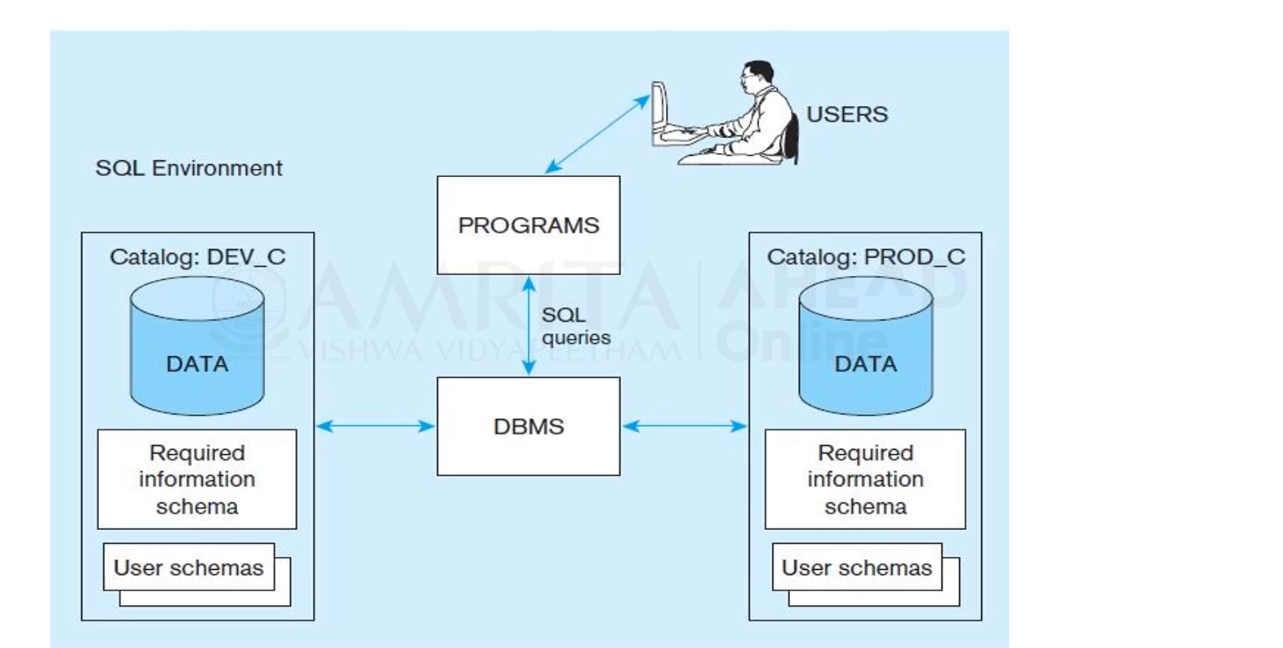 USERS
SQL Environment
PROGRAMS
Catalog: DEV_C
Catalog: PROD_C
SQL
queries
AMRITA AHEAD
VISHWA VIDYAPEETHAM Online
DATA
DATA
DBMS
Required
information
schema
Required
information
schema
User schemas
User schemas